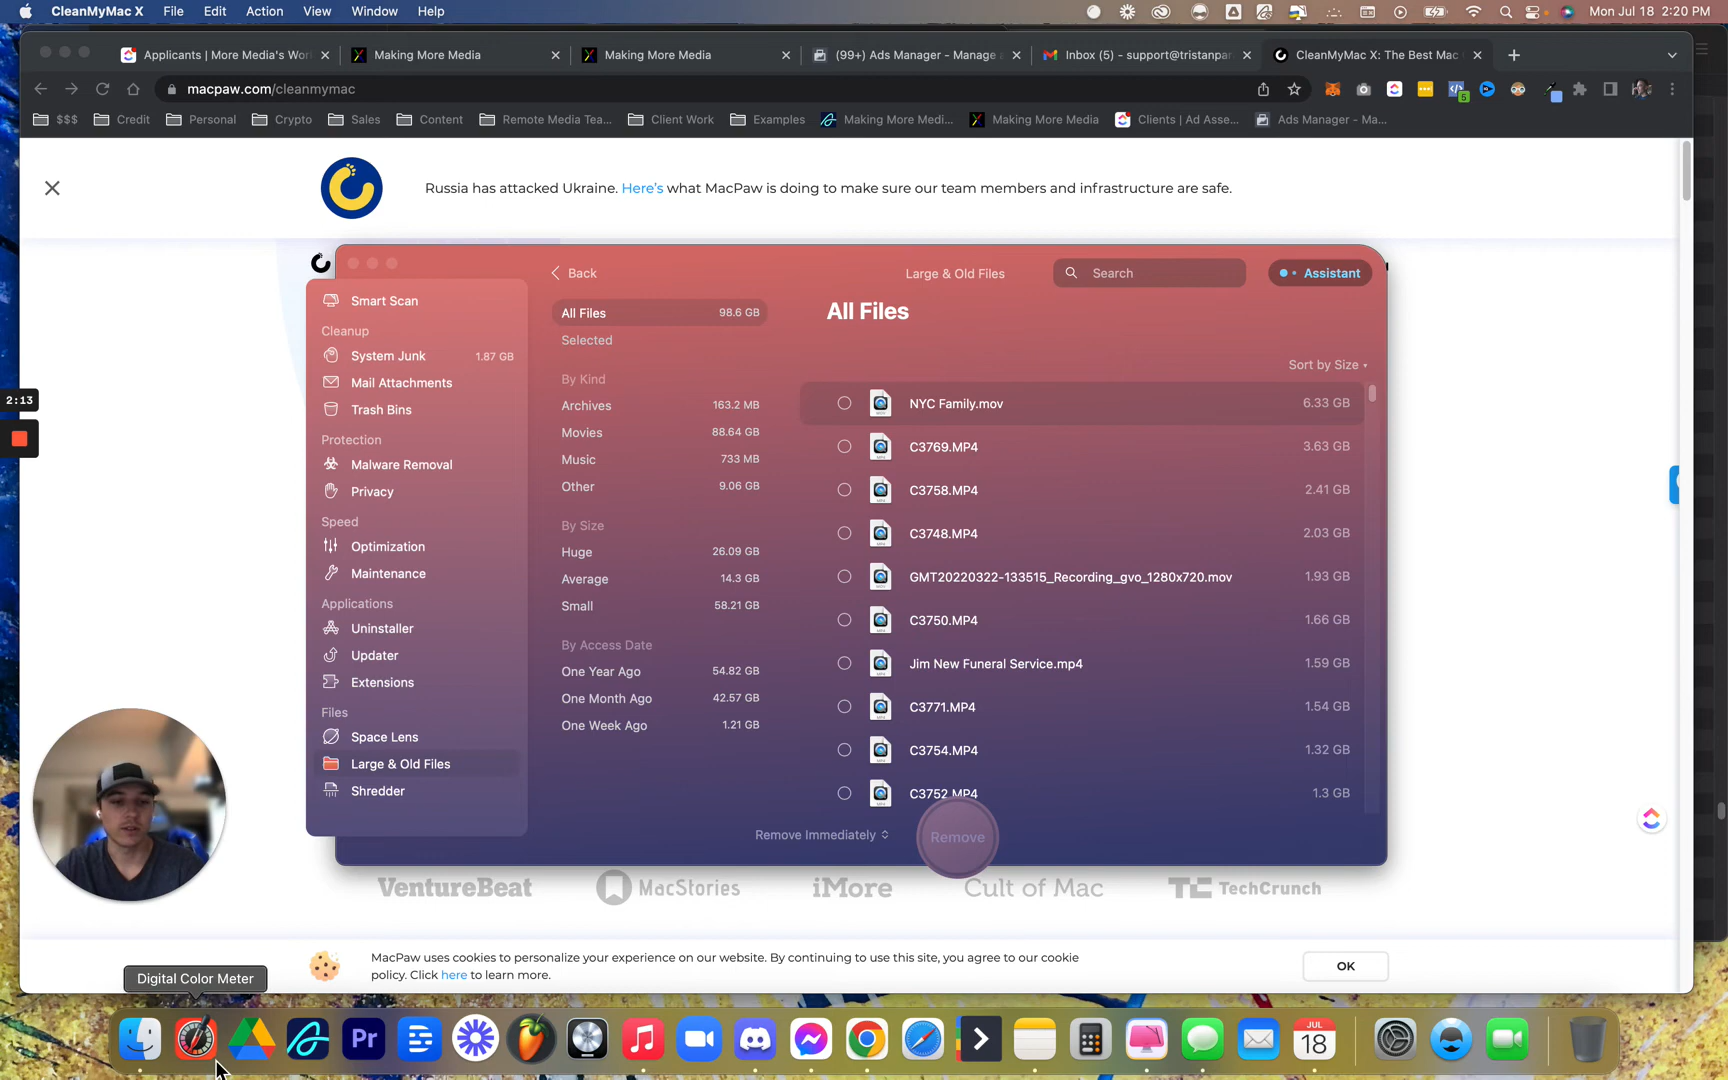 CleanMyMac X File Edit Action View Window Help Mon Jul 18 2:20 PM
Applicants | More Media's Wor Making More Media Making More Media (99+) Ads Manager - Manage a Inbox (5) - support@tristanpar CleanMyMac X: The Best Mac
macpaw.com/cleanmymac
5
$$$ Credit Personal Crypto Sales Content Remote Media Tea... Client Work Examples Making More Medi... Making More Media Clients | Ad Asse... Ads Manager - Ma...
Russia has attacked Ukraine. Here's what MacPaw is doing to make sure our team members and infrastructure are safe.
Back Large & Old Files Search Assistant
Smart Scan
Cleanup
System Junk 1.87 GB
Mail Attachments
Trash Bins
Protection
Malware Removal
Privacy
Speed
Optimization
Maintenance
Applications
Uninstaller
Updater
Extensions
Files
Space Lens
Large & Old Files
Shredder
All Files 98.6 GB
Selected
By Kind
Archives 163.2 MB
Movies 88.64 GB
Music 733 MB
Other 9.06 GB
By Size
Huge 26.09 GB
Average 14.3 GB
Small 58.21 GB
By Access Date
One Year Ago 54.82 GB
One Month Ago 42.57 GB
One Week Ago 1.21 GB
All Files
Sort by Size
NYC Family.mov 6.33 GB
C3769.MP4 3.63 GB
C3758.MP4 2.41 GB
C3748.MP4 2.03 GB
GMT20220322-133515_Recording_gvo_1280x720.mov 1.93 GB
C3750.MP4 1.66 GB
Jim New Funeral Service.mp4 1.59 GB
C3771.MP4 1.54 GB
C3754.MP4 1.32 GB
C3752.MP4 1.3 GB
Remove Immediately Remove
2:13
VentureBeat MacStories iMore Cult of Mac TechCrunch
MacPaw uses cookies to personalize your experience on our website. By continuing to use this site, you agree to our cookie
policy. Click here to learn more.
OK
Digital Color Meter
Pr
JUL
18